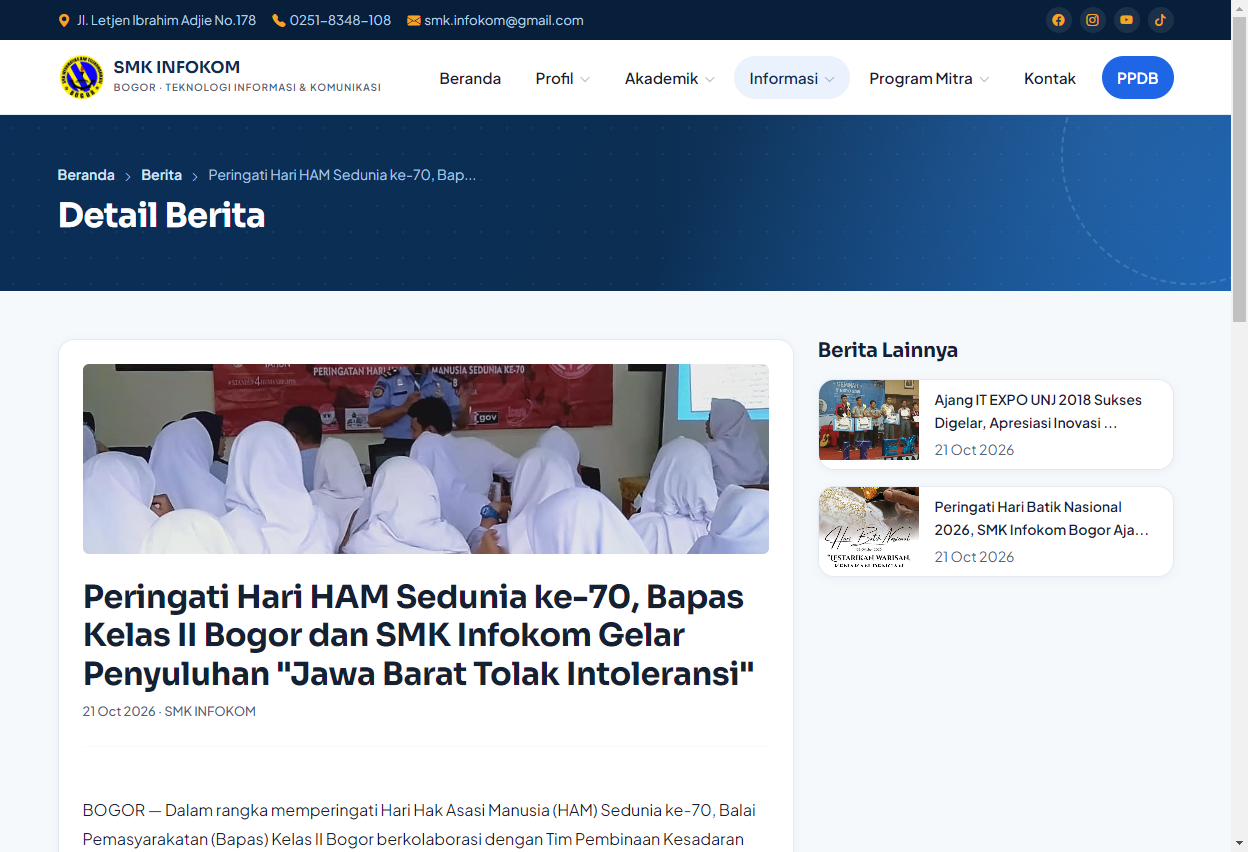 Jl. Letjen Ibrahim Adjie No.178
0251-8348-108
smk.infokom@gmail.com
SMK INFOKOM
BOGOR · TEKNOLOGI INFORMASI & KOMUNIKASI
Beranda
Profil
Akademik
Informasi
Program Mitra
Kontak
PPDB
Beranda > Berita > Peringati Hari HAM Sedunia ke-70, Bap...
Detail Berita
PERINGATAN HARI
MANUSIA SEDUNIA KE-70
gov
Peringati Hari HAM Sedunia ke-70, Bapas
Kelas II Bogor dan SMK Infokom Gelar
Penyuluhan "Jawa Barat Tolak Intoleransi"
21 Oct 2026 · SMK INFOKOM
BOGOR — Dalam rangka memperingati Hari Hak Asasi Manusia (HAM) Sedunia ke-70, Balai
Pemasyarakatan (Bapas) Kelas II Bogor berkolaborasi dengan Tim Pembinaan Kesadaran
Berita Lainnya
Ajang IT EXPO UNJ 2018 Sukses
Digelar, Apresiasi Inovasi ...
21 Oct 2026
Hari Batik Nasional
"LESTARIKAN WARISAN,
Peringati Hari Batik Nasional
2026, SMK Infokom Bogor Aja...
21 Oct 2026